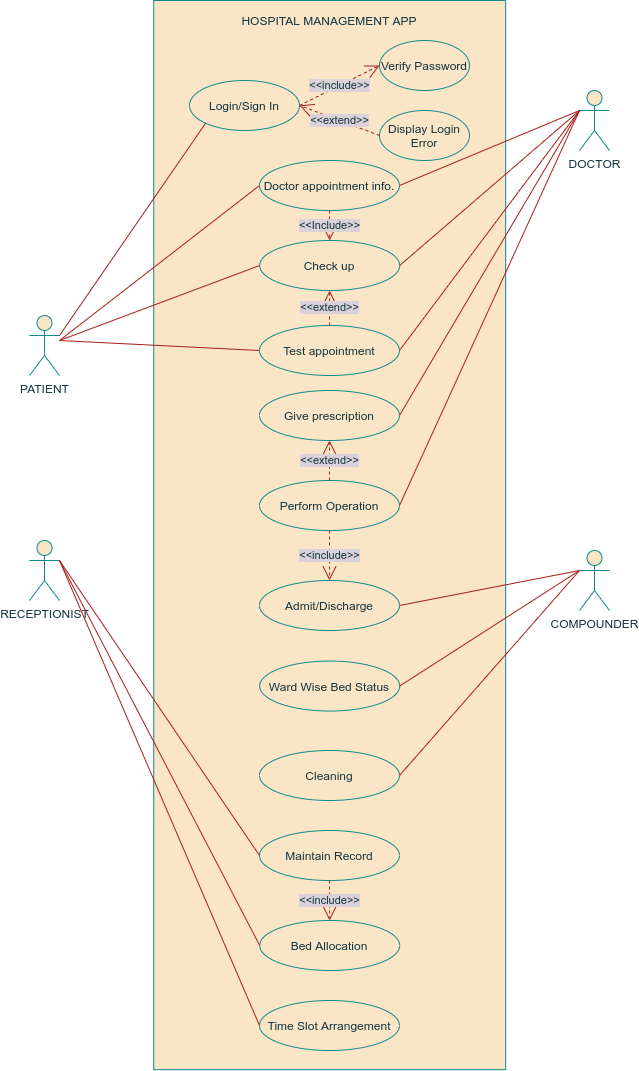 HOSPITAL MANAGEMENT APP
Verify Password
<<include>>
Login/Sign In
<<extend>>
Display Login
Error
DOCTOR
Doctor appointment info.
<<Include>>
Check up
<<extend>>
Test appointment
PATIENT
Give prescription
<<extend>>
Perform Operation
<<include>>
Admit/Discharge
RECEPTIONIST
COMPOUNDER
Ward Wise Bed Status
Cleaning
Maintain Record
<<include>>
Bed Allocation
Time Slot Arrangement